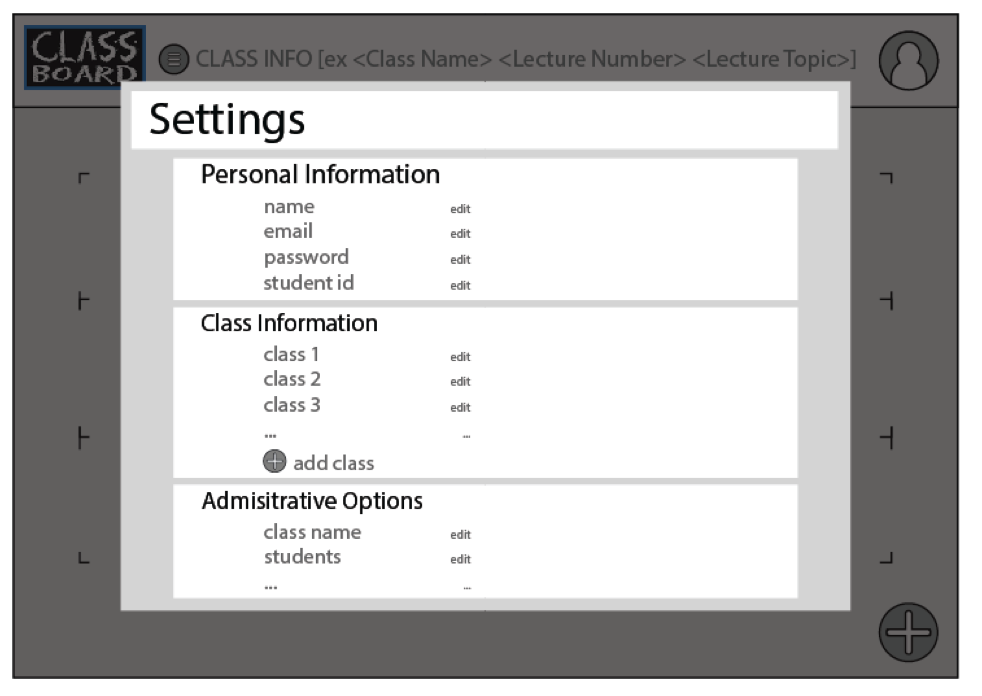 CLASS
BOARD
CLASS INFO [ex <Class Name> <Lecture Number> <Lecture Topic>]
Settings
Personal Information
name edit
email edit
password edit
student id edit
Class Information
class 1 edit
class 2 edit
class 3 edit
... ...
add class
Admisitrative Options
class name edit
students edit
... ...